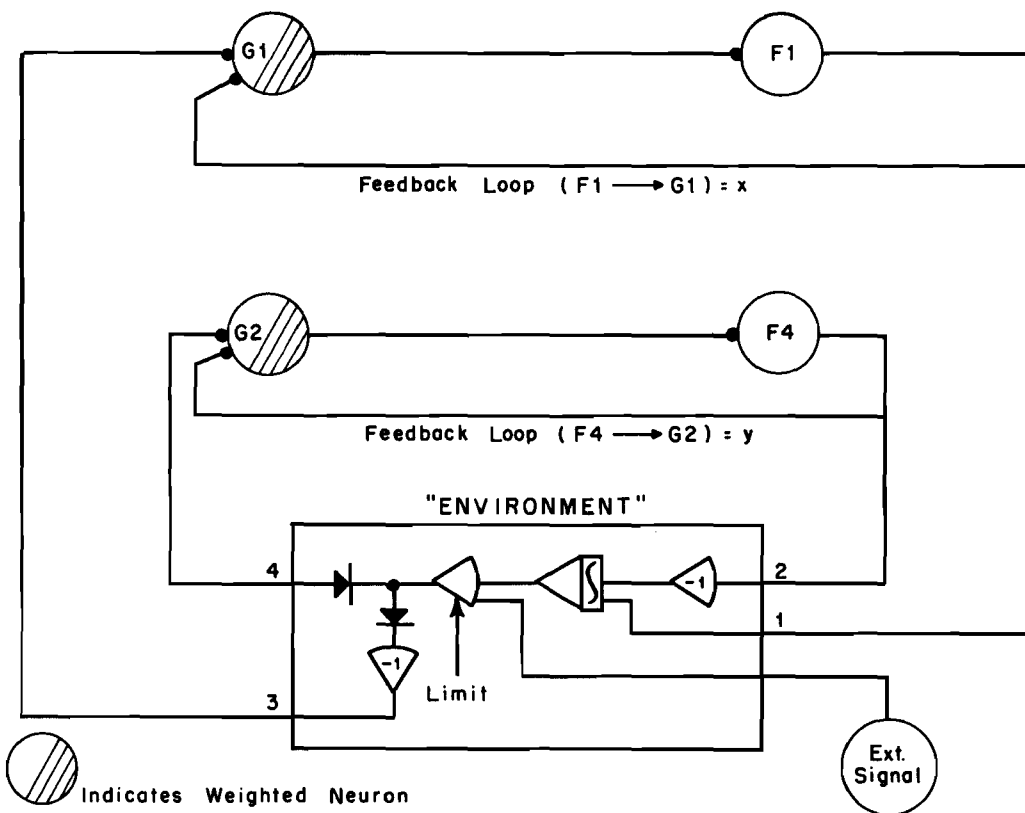 G1
F1
Feedback Loop (F1 ⟶ G1) = x
G2
F4
Feedback Loop (F4 ⟶ G2) = y
"ENVIRONMENT"
4
2
-1
∫
1
-1
Limit
3
Ext.
Signal
Indicates Weighted Neuron